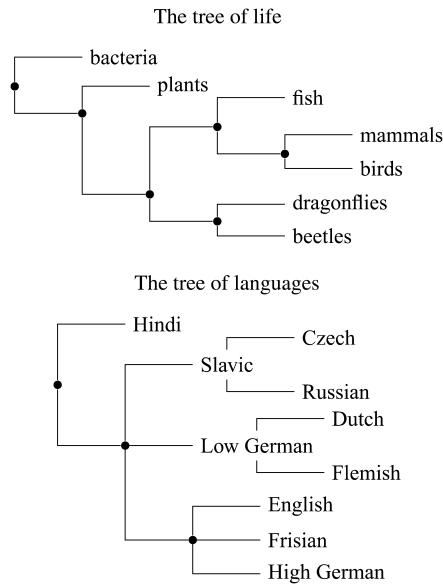 The tree of life
bacteria
plants
fish
mammals
birds
dragonflies
beetles
The tree of languages
Hindi
Czech
Slavic
Russian
Dutch
Low German
Flemish
English
Frisian
High German